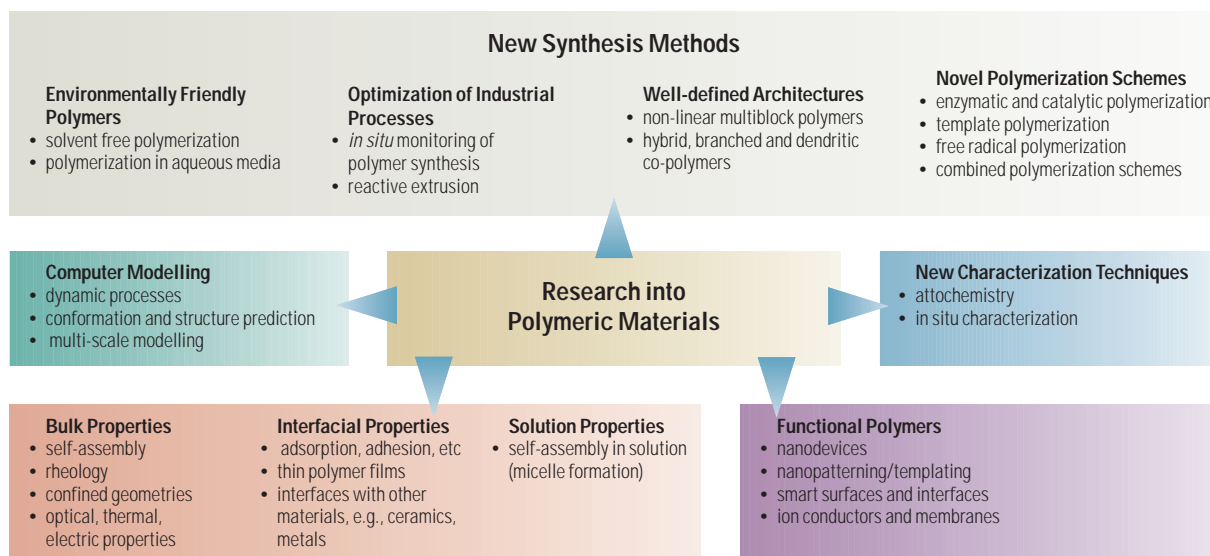 New Synthesis Methods
Environmentally Friendly
Polymers
• solvent free polymerization
• polymerization in aqueous media
Optimization of Industrial
Processes
• in situ monitoring of
polymer synthesis
• reactive extrusion
Well-defined Architectures
• non-linear multiblock polymers
• hybrid, branched and dendritic
co-polymers
Novel Polymerization Schemes
• enzymatic and catalytic polymerization
• template polymerization
• free radical polymerization
• combined polymerization schemes
Computer Modelling
• dynamic processes
• conformation and structure prediction
• multi-scale modelling
Research into
Polymeric Materials
New Characterization Techniques
• attochemistry
• in situ characterization
Bulk Properties
• self-assembly
• rheology
• confined geometries
• optical, thermal,
electric properties
Interfacial Properties
• adsorption, adhesion, etc
• thin polymer films
• interfaces with other
materials, e.g., ceramics,
metals
Solution Properties
• self-assembly in solution
(micelle formation)
Functional Polymers
• nanodevices
• nanopatterning/templating
• smart surfaces and interfaces
• ion conductors and membranes